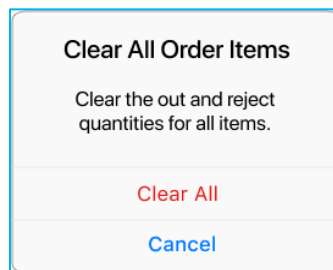 Clear All Order Items
Clear the out and reject
quantities for all items.
Clear All
Cancel